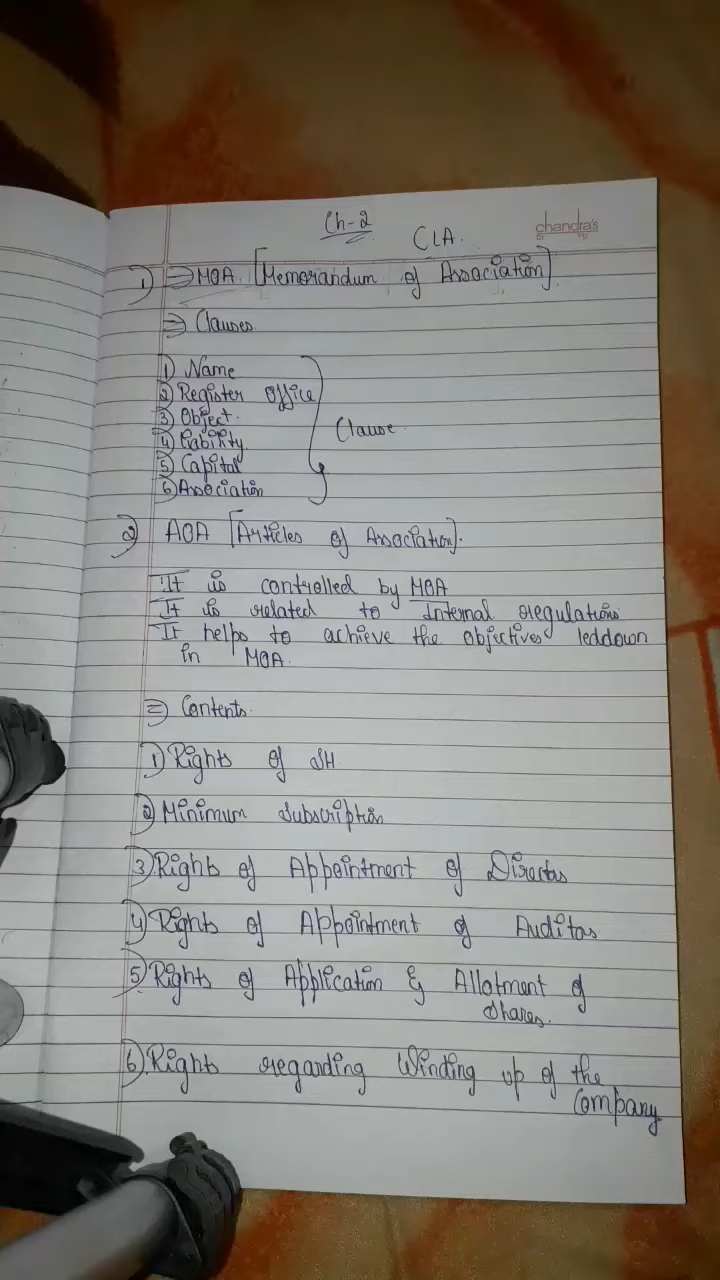 Ch-2
CLA.
chandra's
1) ⇒ MOA. [Memorandum of Association].
⇒ Clauses.
1) Name
2) Register office
3) Object.
4) Liability
5) Capital
6) Association
Clause
2) AOA [Articles of Association].
It is controlled by MOA
It is related to Internal regulations
It helps to achieve the objectives leddown
in MOA.
⇒ Contents.
1) Rights of SH
2) Minimum Subscription
3) Rights of Appointment of Directors
4) Rights of Appointment of Auditors
5) Rights of Application & Allotment of
Shares.
6) Rights regarding Winding up of the
Company